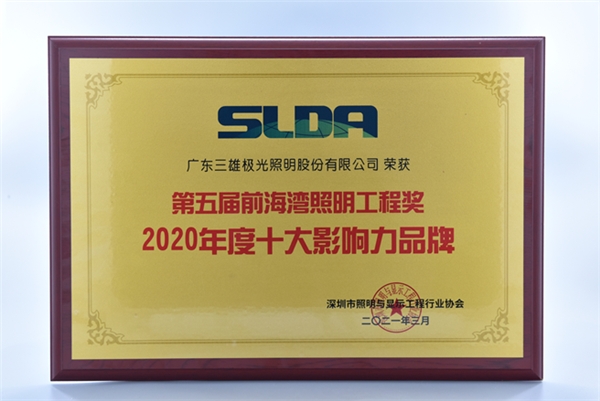 SLDA
广东三雄极光照明股份有限公司 荣获
第五届前海湾照明工程奖
2020年度十大影响力品牌
深圳市照明与显示工程行业协会
二〇二一年三月